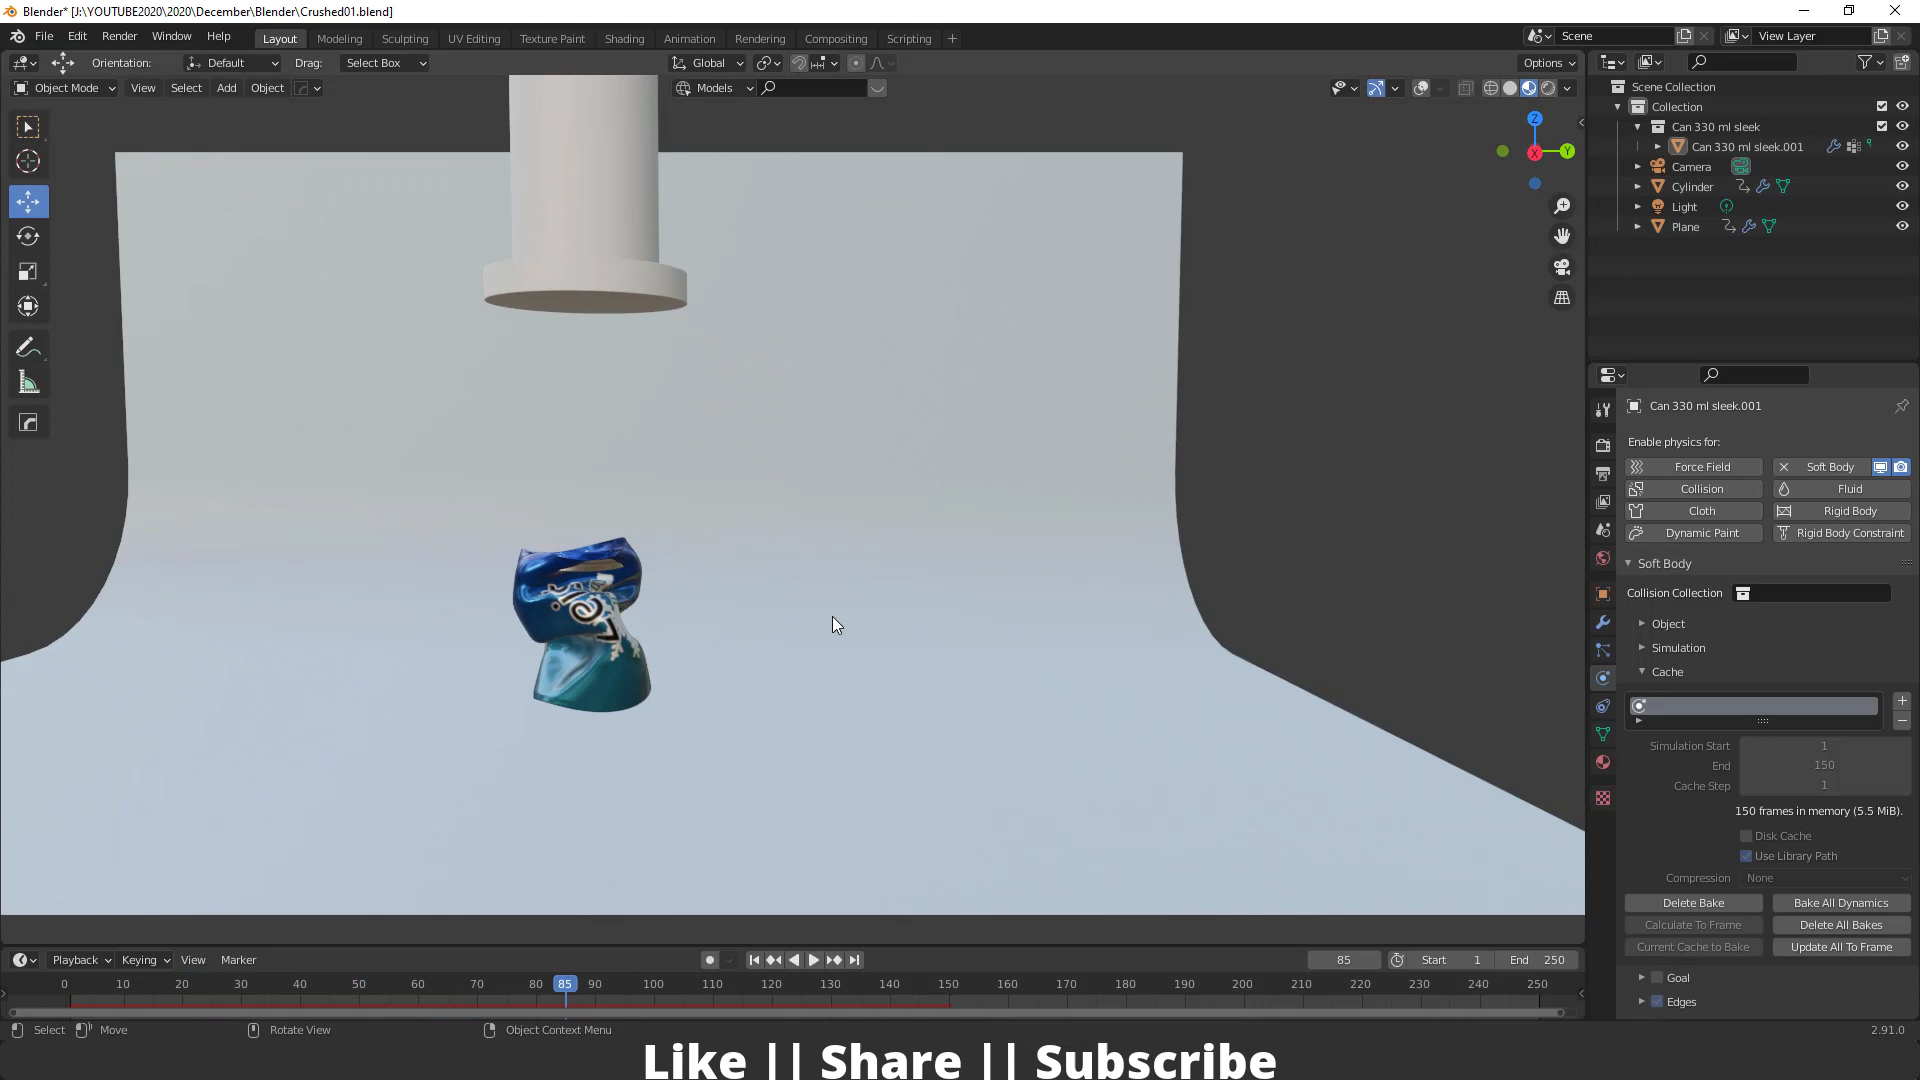 Blender* [J:\YOUTUBE2020\2020\December\Blender\Crushed01.blend]
File Edit Render Window Help Layout Modeling Sculpting UV Editing Texture Paint Shading Animation Rendering Compositing Scripting + Scene View Layer
Orientation: Default Drag: Select Box Global Options
Object Mode View Select Add Object Models
Scene Collection
Collection
Can 330 ml sleek
Can 330 ml sleek.001
Camera
Cylinder
Light
Plane
Z
X
Y
Can 330 ml sleek.001
Enable physics for:
Force Field Soft Body
Collision Fluid
Cloth Rigid Body
Dynamic Paint Rigid Body Constraint
Soft Body
Collision Collection
Object
Simulation
Cache
Simulation Start 1
End 150
Cache Step 1
150 frames in memory (5.5 MiB).
Disk Cache
Use Library Path
Compression None
Delete Bake Bake All Dynamics
Calculate To Frame Delete All Bakes
Current Cache to Bake Update All To Frame
Goal
Edges
Playback Keying View Marker 85 Start 1 End 250
0 10 20 30 40 50 60 70 80 85 90 100 110 120 130 140 150 160 170 180 190 200 210 220 230 240 250
Select Move Rotate View Object Context Menu 2.91.0
Like || Share || Subscribe